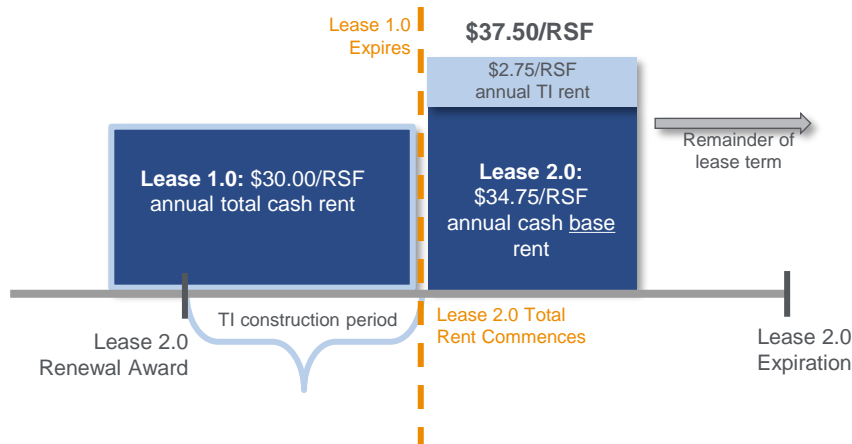 Lease 1.0
Expires
$37.50/RSF
$2.75/RSF
annual TI rent
Lease 1.0: $30.00/RSF
annual total cash rent
Lease 2.0:
$34.75/RSF
annual cash base
rent
Remainder of
lease term
TI construction period
Lease 2.0
Renewal Award
Lease 2.0 Total
Rent Commences
Lease 2.0
Expiration